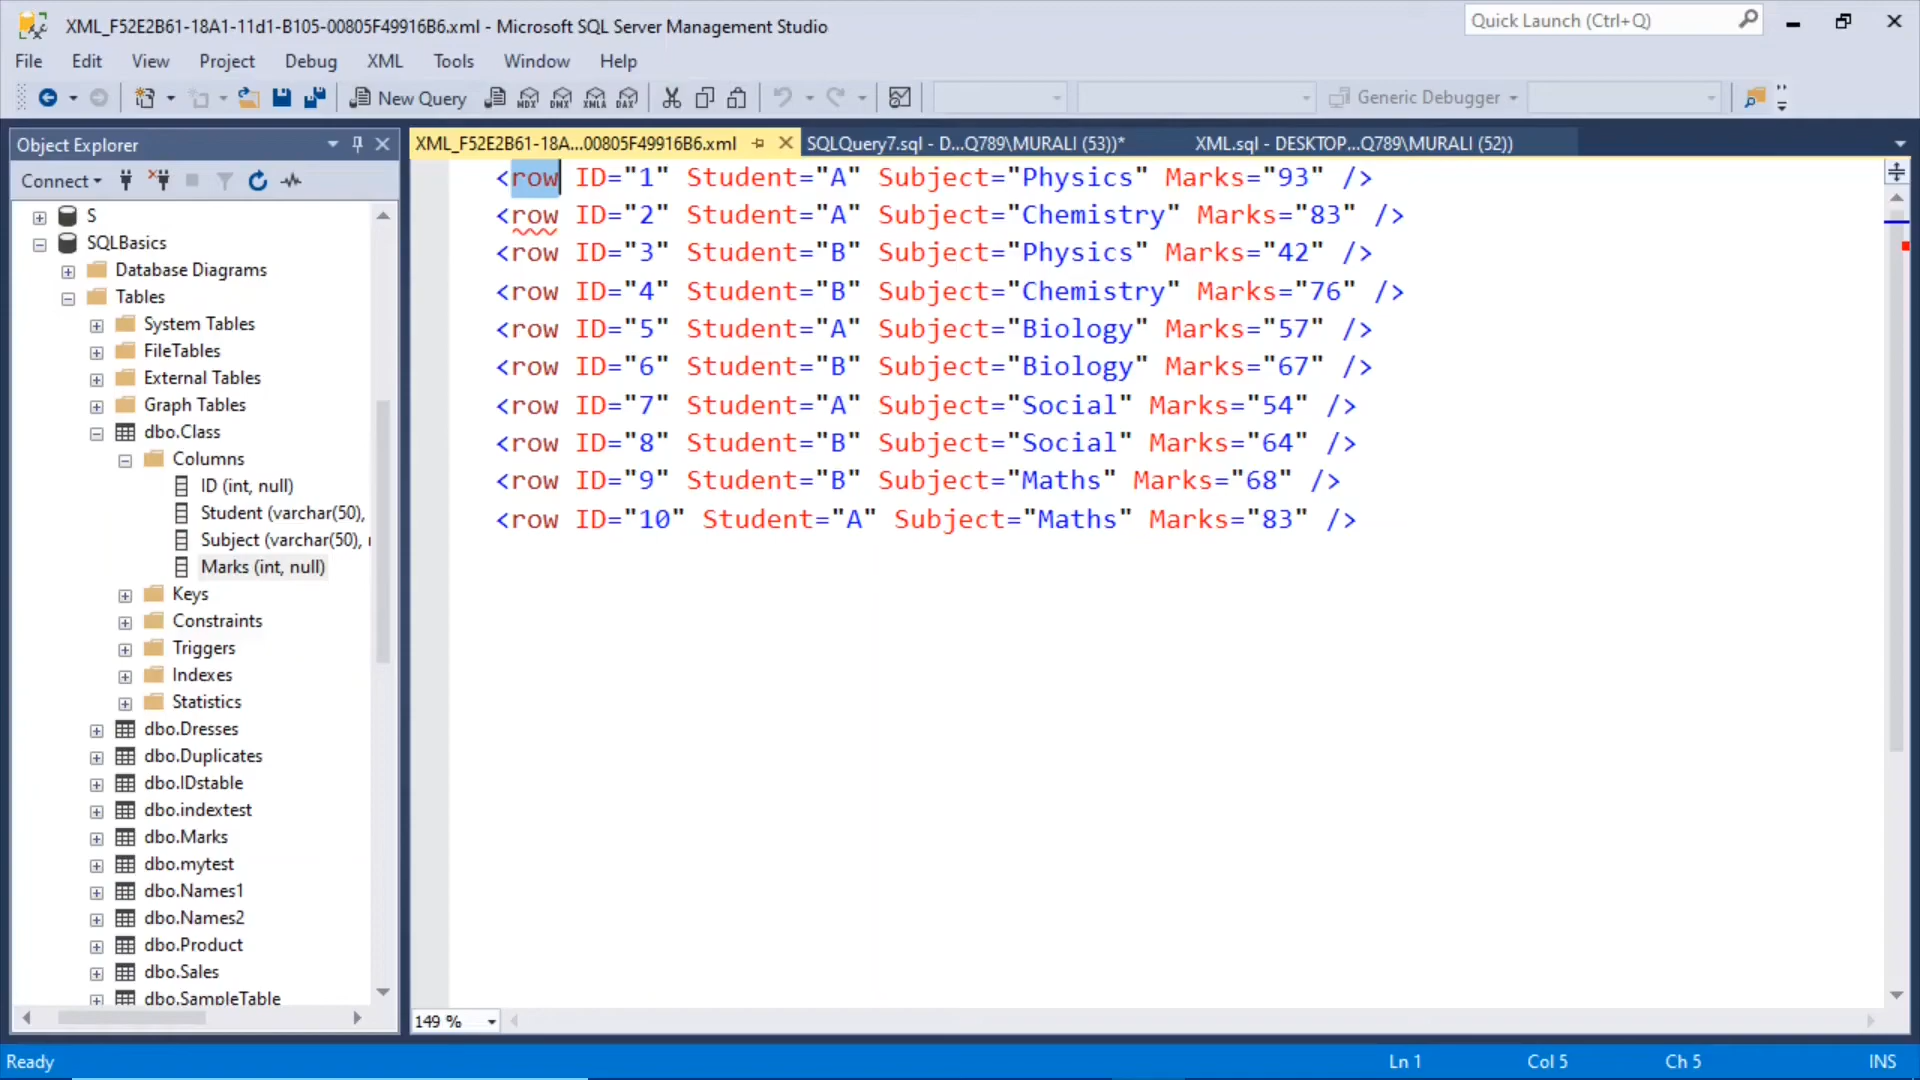 XML_F52E2B61-18A1-11d1-B105-00805F49916B6.xml - Microsoft SQL Server Management Studio
Quick Launch (Ctrl+Q)
File Edit View Project Debug XML Tools Window Help
New Query MDX DMX XMLA DAX Generic Debugger
Object Explorer
XML_F52E2B61-18A...00805F49916B6.xml
SQLQuery7.sql - D...Q789\MURALI (53))*
XML.sql - DESKTOP...Q789\MURALI (52))
Connect
S
SQLBasics
Database Diagrams
Tables
System Tables
FileTables
External Tables
Graph Tables
dbo.Class
Columns
ID (int, null)
Student (varchar(50),
Subject (varchar(50), r
Marks (int, null)
Keys
Constraints
Triggers
Indexes
Statistics
dbo.Dresses
dbo.Duplicates
dbo.IDstable
dbo.indextest
dbo.Marks
dbo.mytest
dbo.Names1
dbo.Names2
dbo.Product
dbo.Sales
dbo.SampleTable
<row ID="1" Student="A" Subject="Physics" Marks="93" />
<row ID="2" Student="A" Subject="Chemistry" Marks="83" />
<row ID="3" Student="B" Subject="Physics" Marks="42" />
<row ID="4" Student="B" Subject="Chemistry" Marks="76" />
<row ID="5" Student="A" Subject="Biology" Marks="57" />
<row ID="6" Student="B" Subject="Biology" Marks="67" />
<row ID="7" Student="A" Subject="Social" Marks="54" />
<row ID="8" Student="B" Subject="Social" Marks="64" />
<row ID="9" Student="B" Subject="Maths" Marks="68" />
<row ID="10" Student="A" Subject="Maths" Marks="83" />
149 %
Ready Ln 1 Col 5 Ch 5 INS